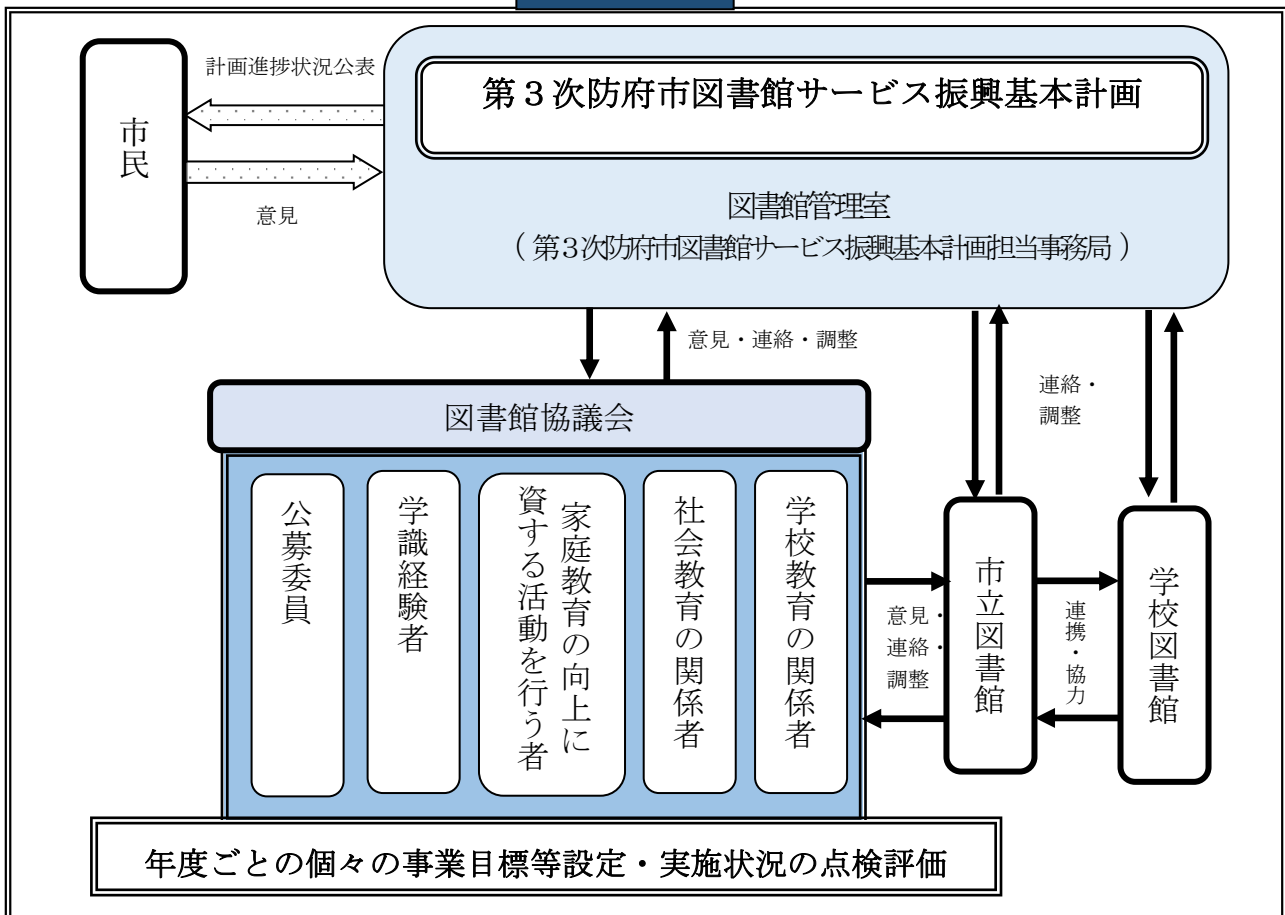 計画進捗状況公表
市民
意見
第３次防府市図書館サービス振興基本計画
図書館管理室
（ 第３次防府市図書館サービス振興基本計画担当事務局 ）
意見・連絡・調整
連絡・
調整
図書館協議会
公募委員
学識経験者
家庭教育の向上に
資する活動を行う者
社会教育の関係者
学校教育の関係者
意見・
連絡・
調整
市立図書館
連携・協力
学校図書館
年度ごとの個々の事業目標等設定・実施状況の点検評価